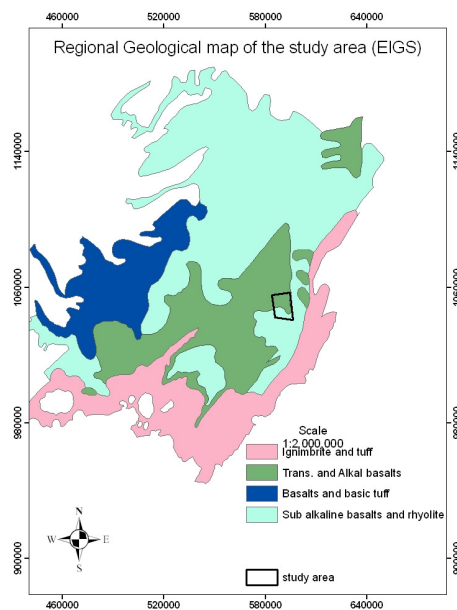 460000 520000 580000 640000
Regional Geological map of the study area (EIGS)
1140000 1140000
1060000 1060000
980000 980000
Scale
1:2,000,000
Ignimbrite and tuff
Trans. and Alkal basalts
Basalts and basic tuff
Sub alkaline basalts and rhyolite
N
W E
S
900000 900000
study area
460000 520000 580000 640000